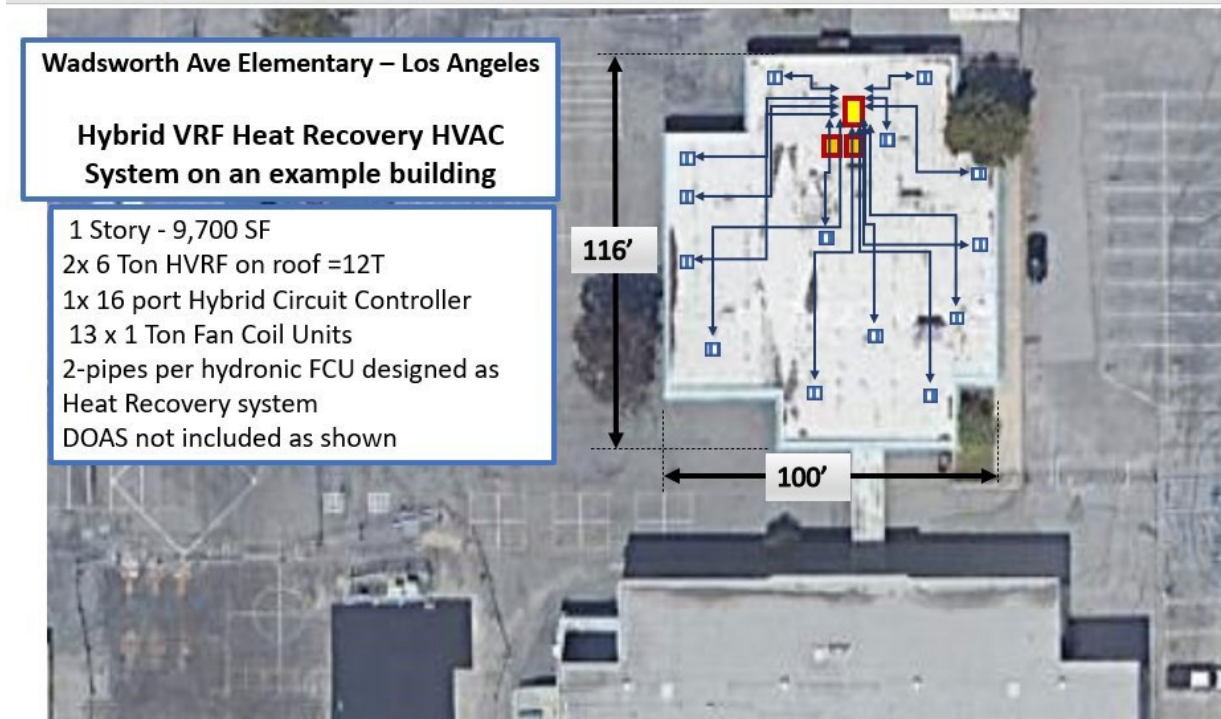 Wadsworth Ave Elementary – Los Angeles
Hybrid VRF Heat Recovery HVAC
System on an example building
1 Story - 9,700 SF
2x 6 Ton HVRF on roof =12T
1x 16 port Hybrid Circuit Controller
13 x 1 Ton Fan Coil Units
2-pipes per hydronic FCU designed as
Heat Recovery system
DOAS not included as shown
116’
100’